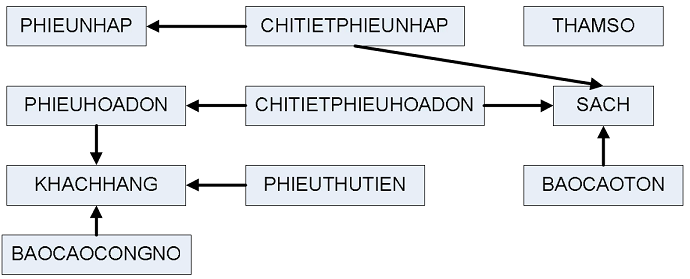 PHIEUNHAP
CHITIETPHIEUNHAP
THAMSO
PHIEUHOADON
CHITIETPHIEUHOADON
SACH
KHACHHANG
PHIEUTHUTIEN
BAOCAOTON
BAOCAOCONGNO